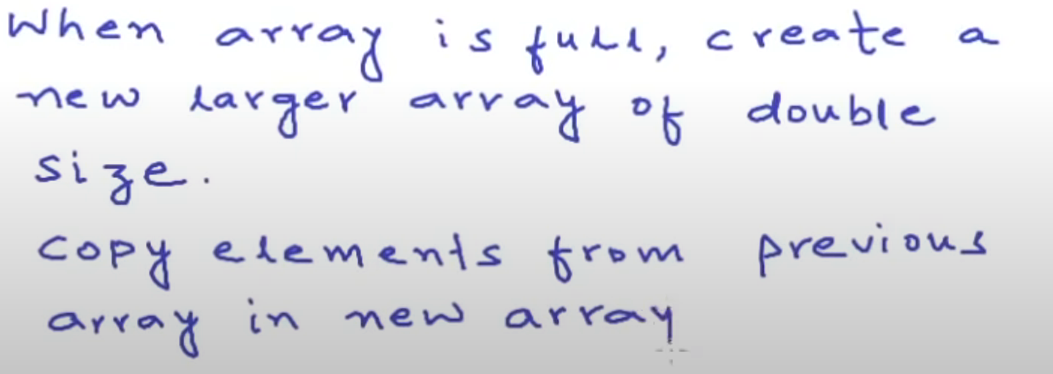 When array is full, create a
new larger array of double
size.
Copy elements from previous
array in new array